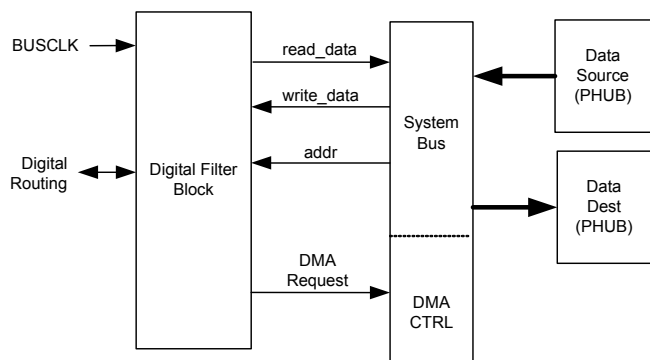 BUSCLK
Digital
Routing
Digital Filter
Block
read_data
write_data
addr
DMA
Request
System
Bus
DMA
CTRL
Data
Source
(PHUB)
Data
Dest
(PHUB)